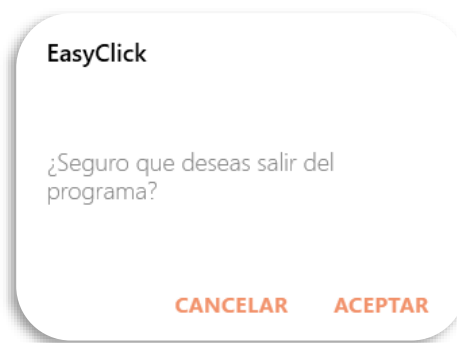 EasyClick
¿Seguro que deseas salir del
programa?
CANCELAR ACEPTAR